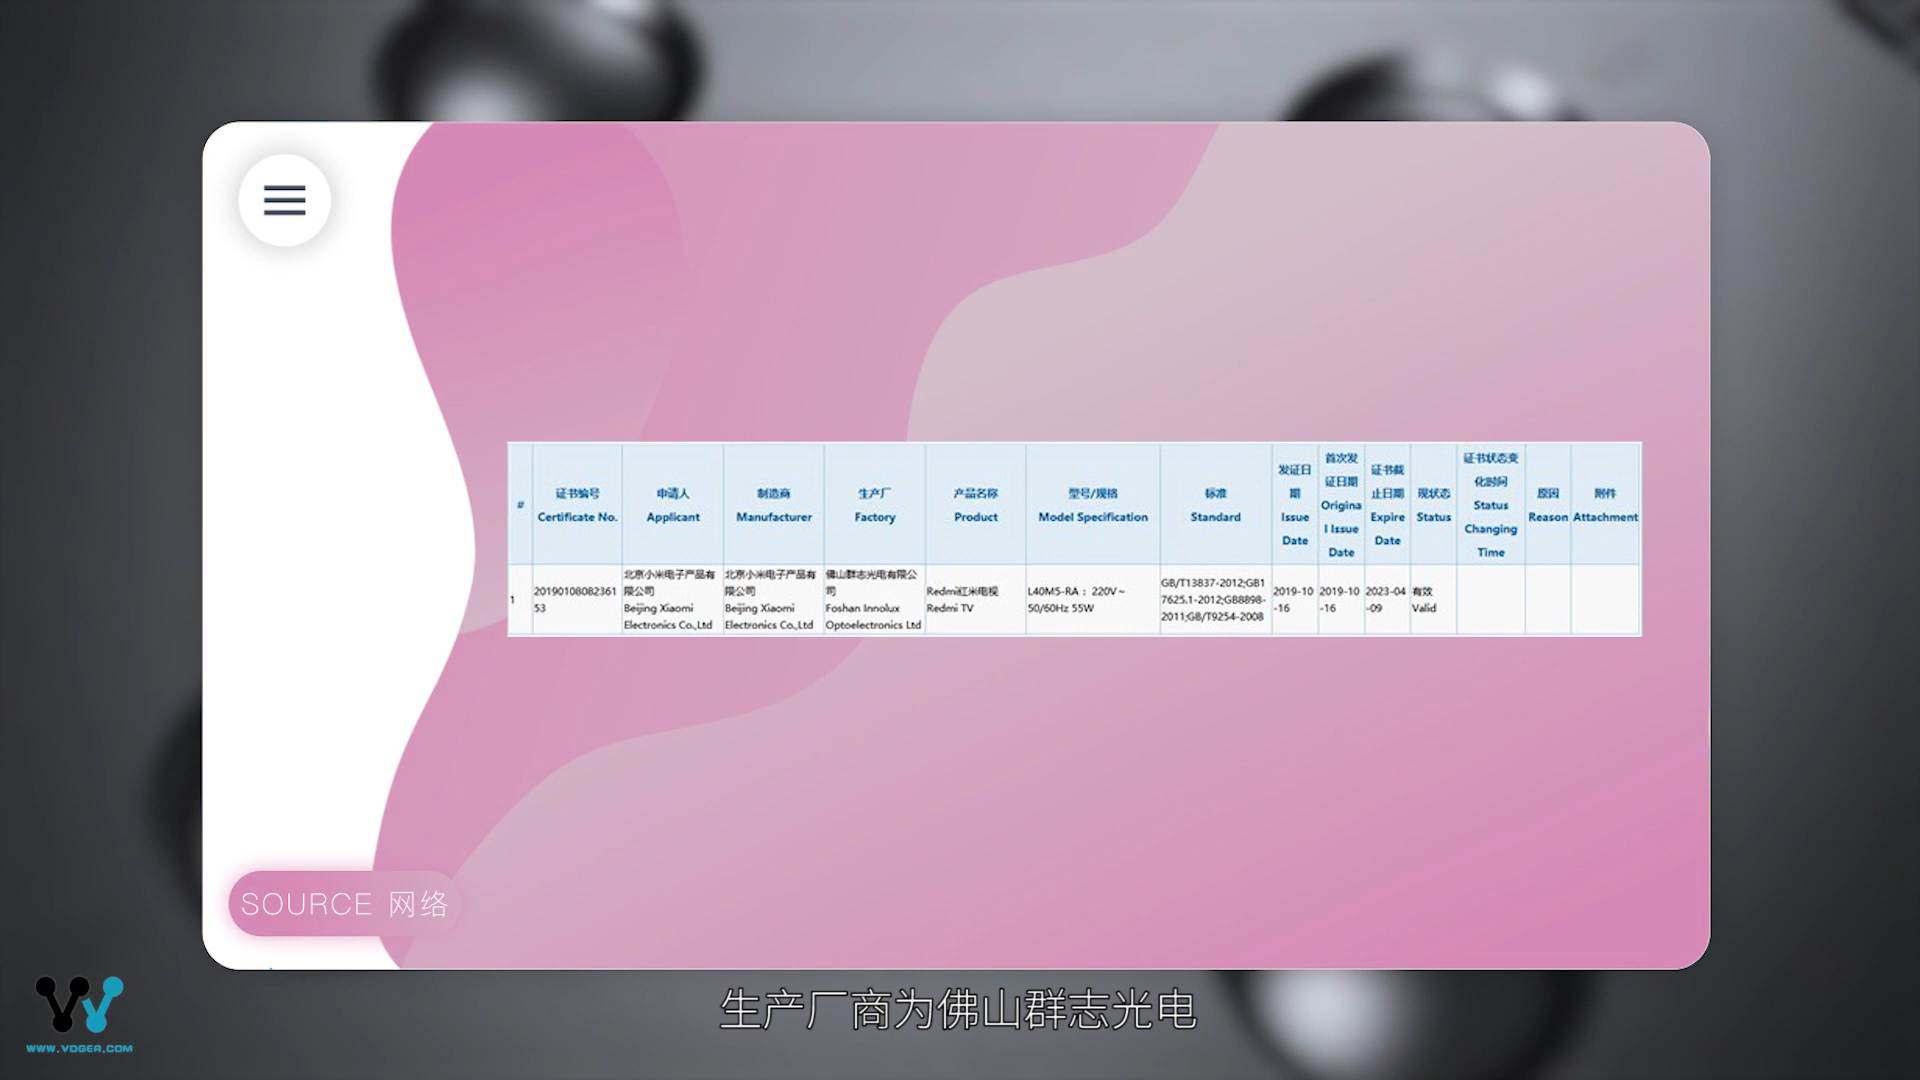 #
证书编号
Certificate No.
申请人
Applicant
制造商
Manufacturer
生产厂
Factory
产品名称
Product
型号/规格
Model Specification
标准
Standard
发证日
期
Issue
Date
首次发
证日期
Origina
l Issue
Date
证书截
止日期
Expire
Date
现状态
Status
证书状态变
化时间
Status
Changing
Time
原因
Reason
附件
Attachment
1
20190108082361
53
北京小米电子产品有
限公司
Beijing Xiaomi
Electronics Co.,Ltd
北京小米电子产品有
限公司
Beijing Xiaomi
Electronics Co.,Ltd
佛山群志光电有限公
司
Foshan Innolux
Optoelectronics Ltd
Redmi红米电视
Redmi TV
L40M5-RA： 220V～
50/60Hz 55W
GB/T13837-2012;GB1
7625.1-2012;GB8898-
2011;GB/T9254-2008
2019-10
-16
2019-10
-16
2023-04
-09
有效
Valid
SOURCE 网络
生产厂商为佛山群志光电
WWW.VDGER.COM